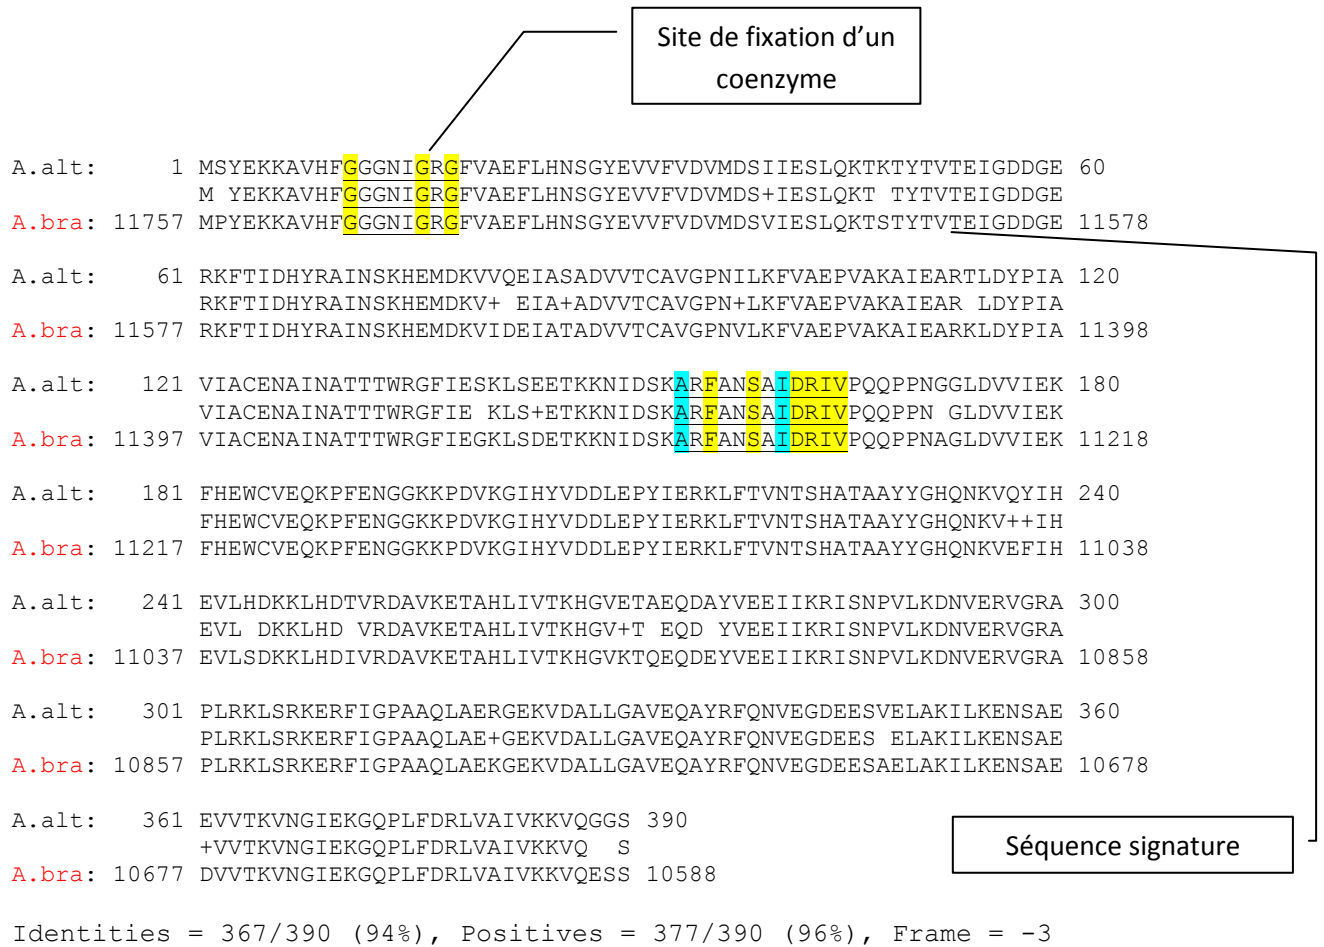 Site de fixation d’un
coenzyme
A.alt: 1 MSYEKKAVHFGGGNIGRGFVAEFLHNSGYEVVFVDVMDSIIESLQKTKTYTVTEIGDDGE 60
M YEKKAVHFGGGNIGRGFVAEFLHNSGYEVVFVDVMDS+IESLQKT TYTVTEIGDDGE
A.bra: 11757 MPYEKKAVHFGGGNIGRGFVAEFLHNSGYEVVFVDVMDSVIESLQKTSTYTVTEIGDDGE 11578
A.alt: 61 RKFTIDHYRAINSKHEMDKVVQEIASADVVTCAVGPNILKFVAEPVAKAIEARTLDYPIA 120
RKFTIDHYRAINSKHEMDKV+ EIA+ADVVTCAVGPN+LKFVAEPVAKAIEAR LDYPIA
A.bra: 11577 RKFTIDHYRAINSKHEMDKVIDEIATADVVTCAVGPNVLKFVAEPVAKAIEARKLDYPIA 11398
A.alt: 121 VIACENAINATTTWRGFIESKLSEETKKNIDSKARFANSAIDRIVPQQPPNGGLDVVIEK 180
VIACENAINATTTWRGFIE KLS+ETKKNIDSKARFANSAIDRIVPQQPPN GLDVVIEK
A.bra: 11397 VIACENAINATTTWRGFIEGKLSDETKKNIDSKARFANSAIDRIVPQQPPNAGLDVVIEK 11218
A.alt: 181 FHEWCVEQKPFENGGKKPDVKGIHYVDDLEPYIERKLFTVNTSHATAAYYGHQNKVQYIH 240
FHEWCVEQKPFENGGKKPDVKGIHYVDDLEPYIERKLFTVNTSHATAAYYGHQNKV++IH
A.bra: 11217 FHEWCVEQKPFENGGKKPDVKGIHYVDDLEPYIERKLFTVNTSHATAAYYGHQNKVEFIH 11038
A.alt: 241 EVLHDKKLHDTVRDAVKETAHLIVTKHGVETAEQDAYVEEIIKRISNPVLKDNVERVGRA 300
EVL DKKLHD VRDAVKETAHLIVTKHGV+T EQD YVEEIIKRISNPVLKDNVERVGRA
A.bra: 11037 EVLSDKKLHDIVRDAVKETAHLIVTKHGVKTQEQDEYVEEIIKRISNPVLKDNVERVGRA 10858
A.alt: 301 PLRKLSRKERFIGPAAQLAERGEKVDALLGAVEQAYRFQNVEGDEESVELAKILKENSAE 360
PLRKLSRKERFIGPAAQLAE+GEKVDALLGAVEQAYRFQNVEGDEES ELAKILKENSAE
A.bra: 10857 PLRKLSRKERFIGPAAQLAEKGEKVDALLGAVEQAYRFQNVEGDEESAELAKILKENSAE 10678
A.alt: 361 EVVTKVNGIEKGQPLFDRLVAIVKKVQGGS 390
+VVTKVNGIEKGQPLFDRLVAIVKKVQ S
A.bra: 10677 DVVTKVNGIEKGQPLFDRLVAIVKKVQESS 10588
Séquence signature
Identities = 367/390 (94%), Positives = 377/390 (96%), Frame = -3